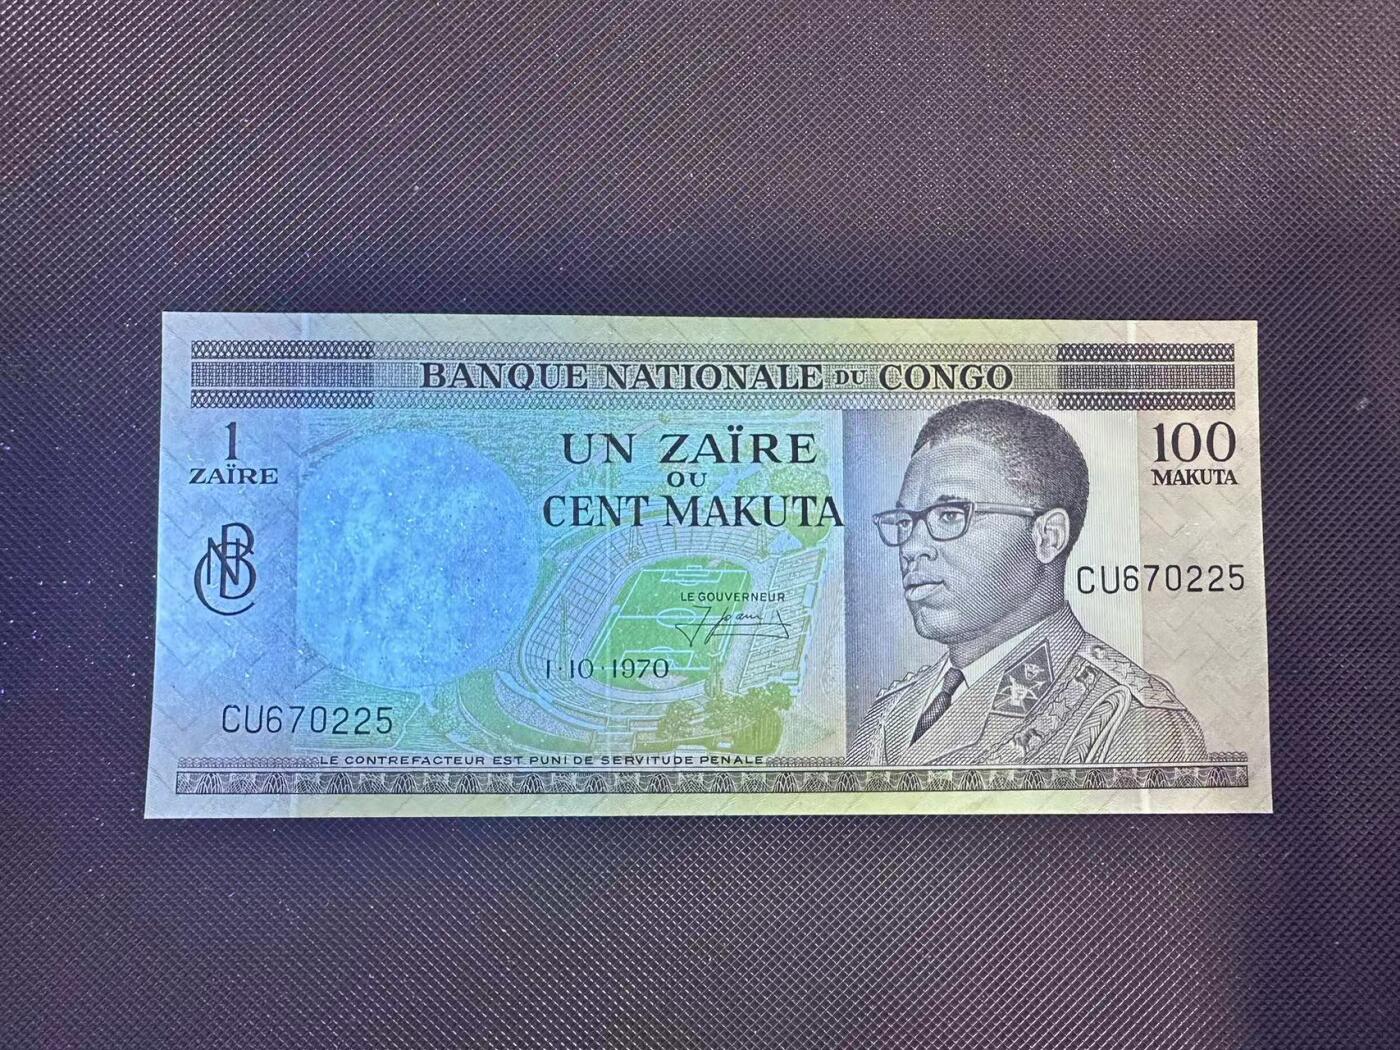 BANQUE NATIONALE DU CONGO
1
ZAÏRE
UN ZAÏRE
OU
CENT MAKUTA
100
MAKUTA
BNC
CU670225
LE GOUVERNEUR
1·10·1970
CU670225
LE CONTREFACTEUR EST PUNI DE SERVITUDE PENALE